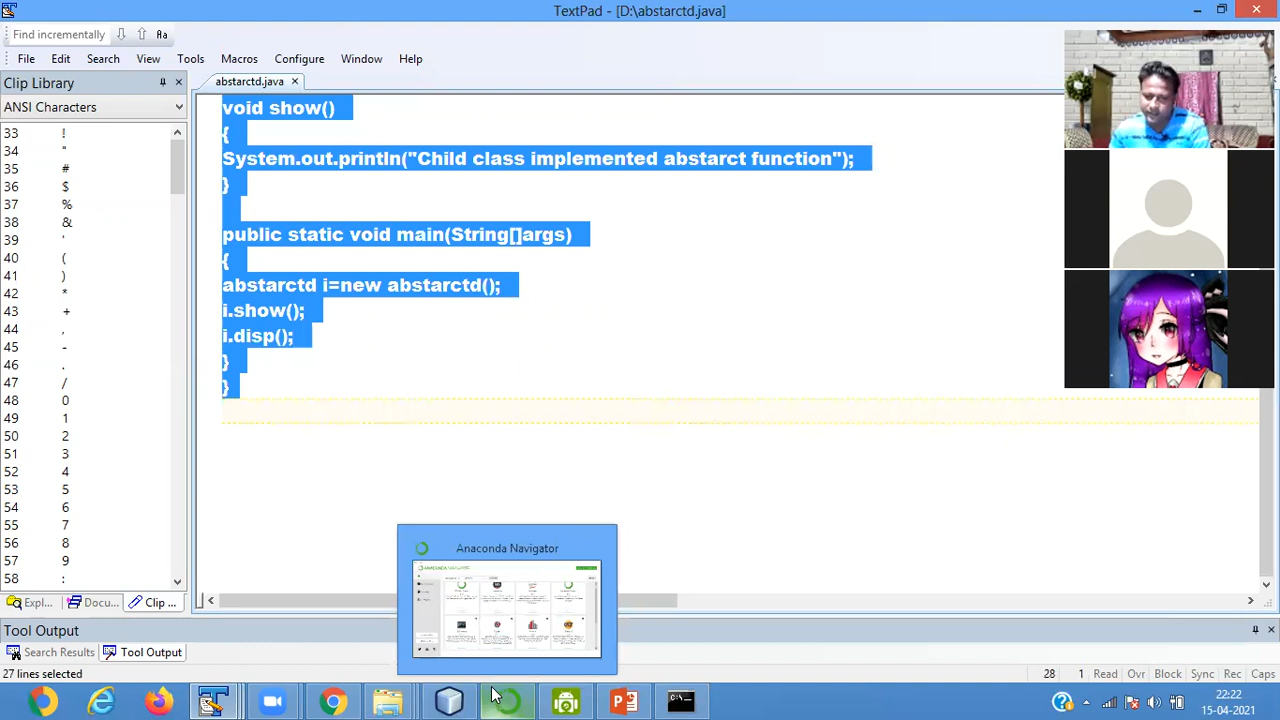 TextPad - [D:\abstarctd.java]
Find incrementally
Aa
File Edit Search View Tools Macros Configure Window Help
Clip Library
abstarctd.java
ANSI Characters
33 !
34 "
35 #
36 $
37 %
38 &
39 '
40 (
41 )
42 *
43 +
44 ,
45 -
46 .
47 /
48 0
49 1
50 2
51 3
52 4
53 5
54 6
55 7
56 8
57 9
58 :
void show()
{
System.out.println("Child class implemented abstarct function");
}
public static void main(String[]args)
{
abstarctd i=new abstarctd();
i.show();
i.disp();
}
}
Anaconda Navigator
Expl... Docu... Clip ...
Tool Output
Search Results Tool Output
27 lines selected
28 1 Read Ovr Block Sync Rec Caps
22:22
15-04-2021